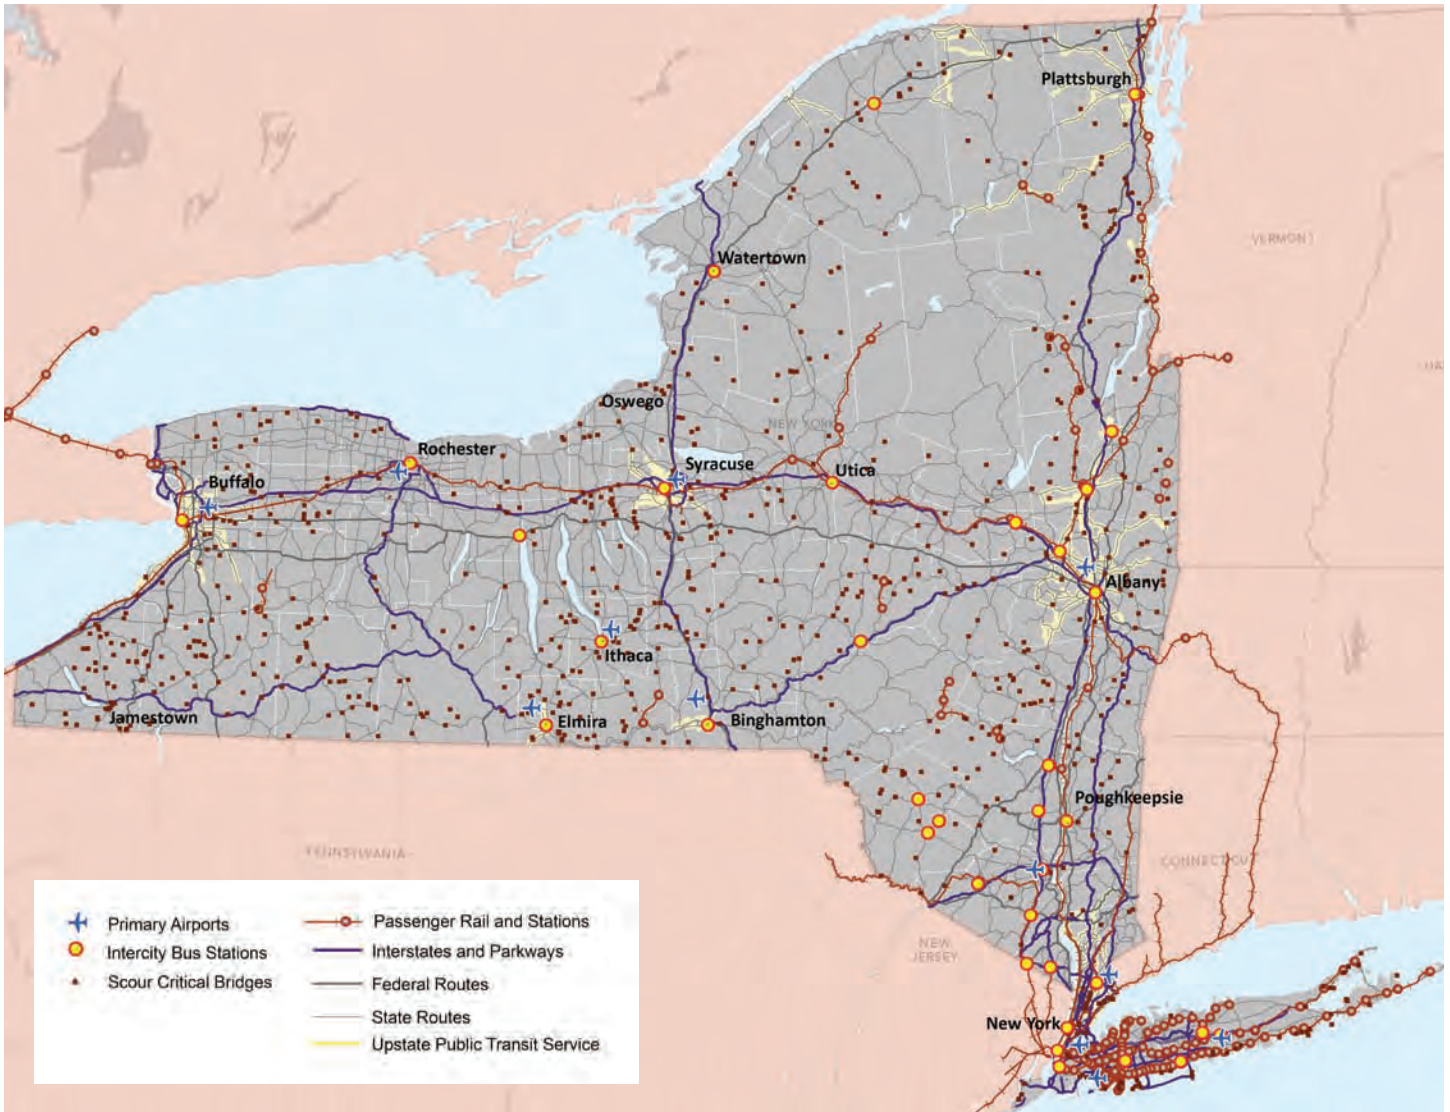 Plattsburgh
VERMONT
Watertown
Oswego
NEW YORK
Rochester
Syracuse
Utica
Buffalo
Albany
Ithaca
Jamestown
Elmira
Binghamton
Poughkeepsie
PENNSYLVANIA
CONNECTICUT
NEW
JERSEY
New York
Primary Airports
Intercity Bus Stations
Scour Critical Bridges
Passenger Rail and Stations
Interstates and Parkways
Federal Routes
State Routes
Upstate Public Transit Service